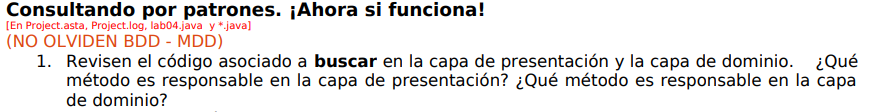 Consultando por patrones. ¡Ahora si funciona!
[En Project.asta, Project.log, lab04.java  y *.java]
(NO OLVIDEN BDD - MDD)
1. Revisen el código asociado a buscar en la capa de presentación y la capa de dominio. ¿Qué
método es responsable en la capa de presentación? ¿Qué método es responsable en la capa
de dominio?